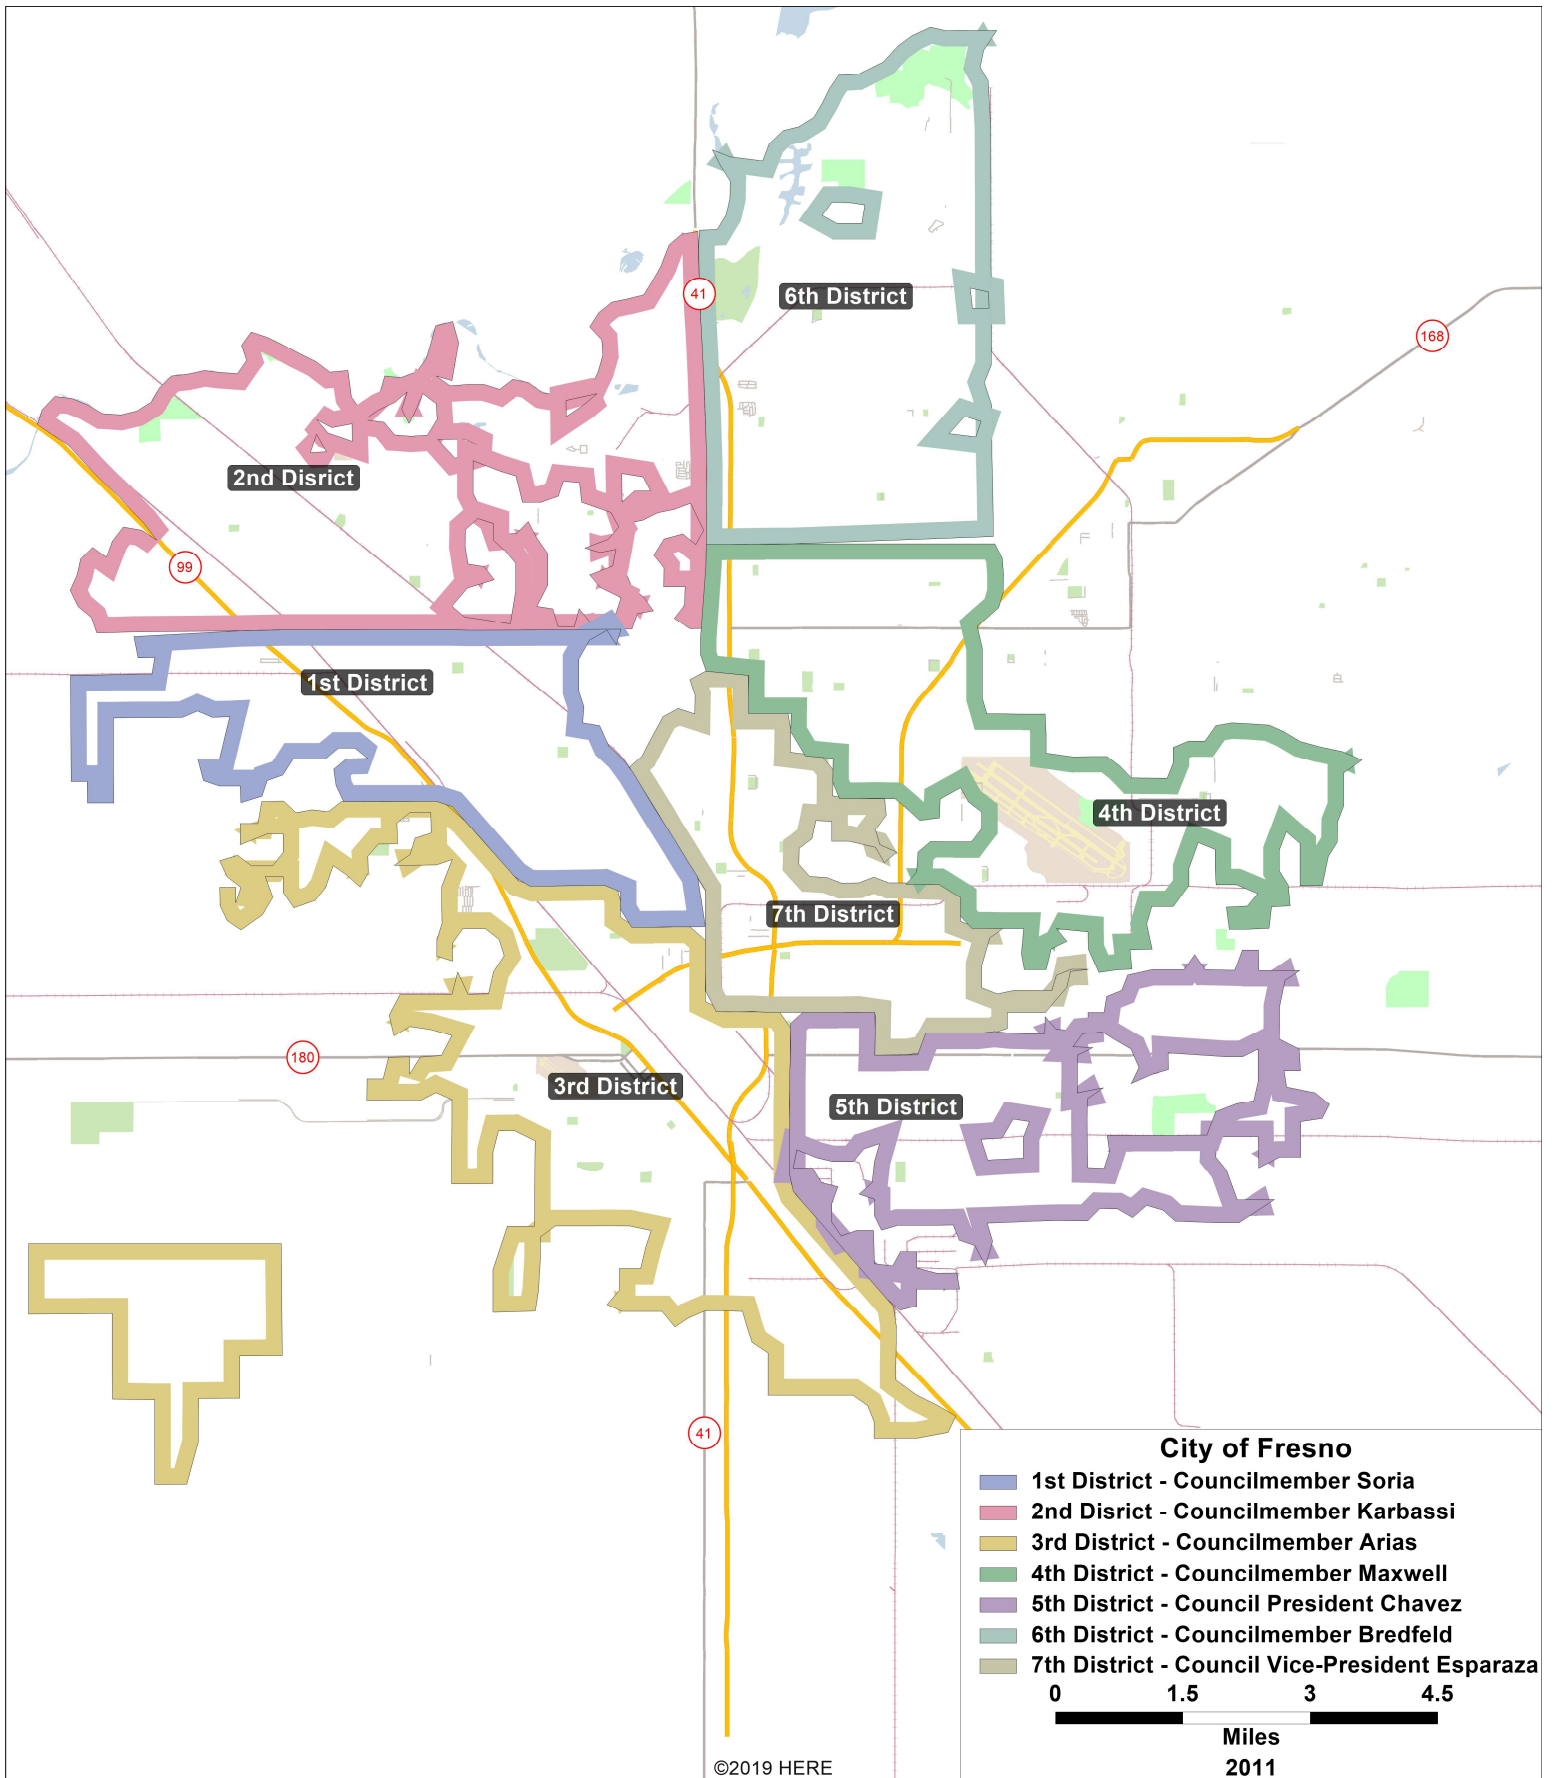 41
6th District
168
2nd Disrict
99
1st District
4th District
7th District
180
3rd District
5th District
41
City of Fresno
1st District - Councilmember Soria
2nd Disrict - Councilmember Karbassi
3rd District - Councilmember Arias
4th District - Councilmember Maxwell
5th District - Council President Chavez
6th District - Councilmember Bredfeld
7th District - Council Vice-President Esparaza
0 1.5 3 4.5
Miles
2011
©2019 HERE